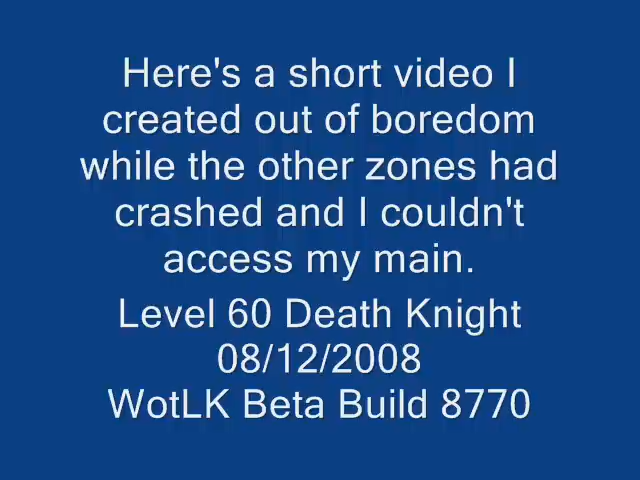 Here's a short video I
created out of boredom
while the other zones had
crashed and I couldn't
access my main.
Level 60 Death Knight
08/12/2008
WotLK Beta Build 8770